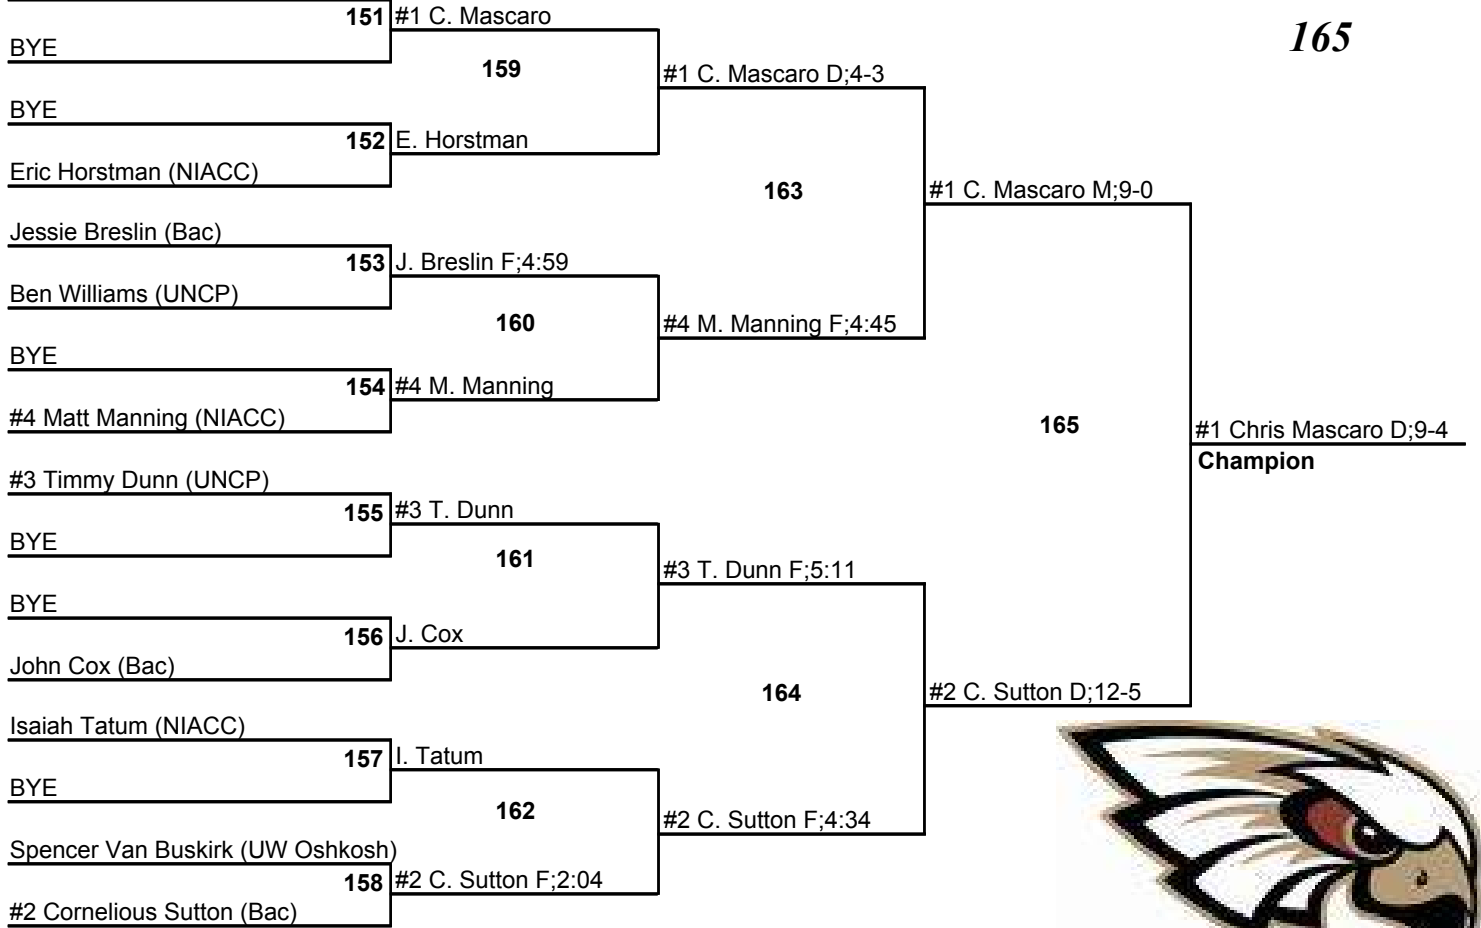 151 #1 C. Mascaro
165
BYE
159
#1 C. Mascaro D;4-3
BYE
152 E. Horstman
Eric Horstman (NIACC)
163
#1 C. Mascaro M;9-0
Jessie Breslin (Bac)
153 J. Breslin F;4:59
Ben Williams (UNCP)
160
#4 M. Manning F;4:45
BYE
154 #4 M. Manning
#4 Matt Manning (NIACC)
165
#1 Chris Mascaro D;9-4
Champion
#3 Timmy Dunn (UNCP)
155 #3 T. Dunn
BYE
161
#3 T. Dunn F;5:11
BYE
156 J. Cox
John Cox (Bac)
164
#2 C. Sutton D;12-5
Isaiah Tatum (NIACC)
157 I. Tatum
BYE
162
#2 C. Sutton F;4:34
Spencer Van Buskirk (UW Oshkosh)
158 #2 C. Sutton F;2:04
#2 Cornelious Sutton (Bac)